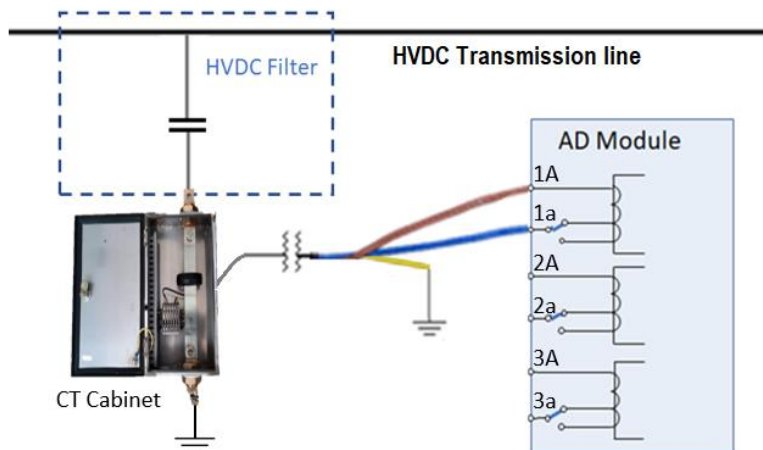 HVDC Filter
HVDC Transmission line
AD Module
1A
1a
2A
2a
3A
3a
CT Cabinet